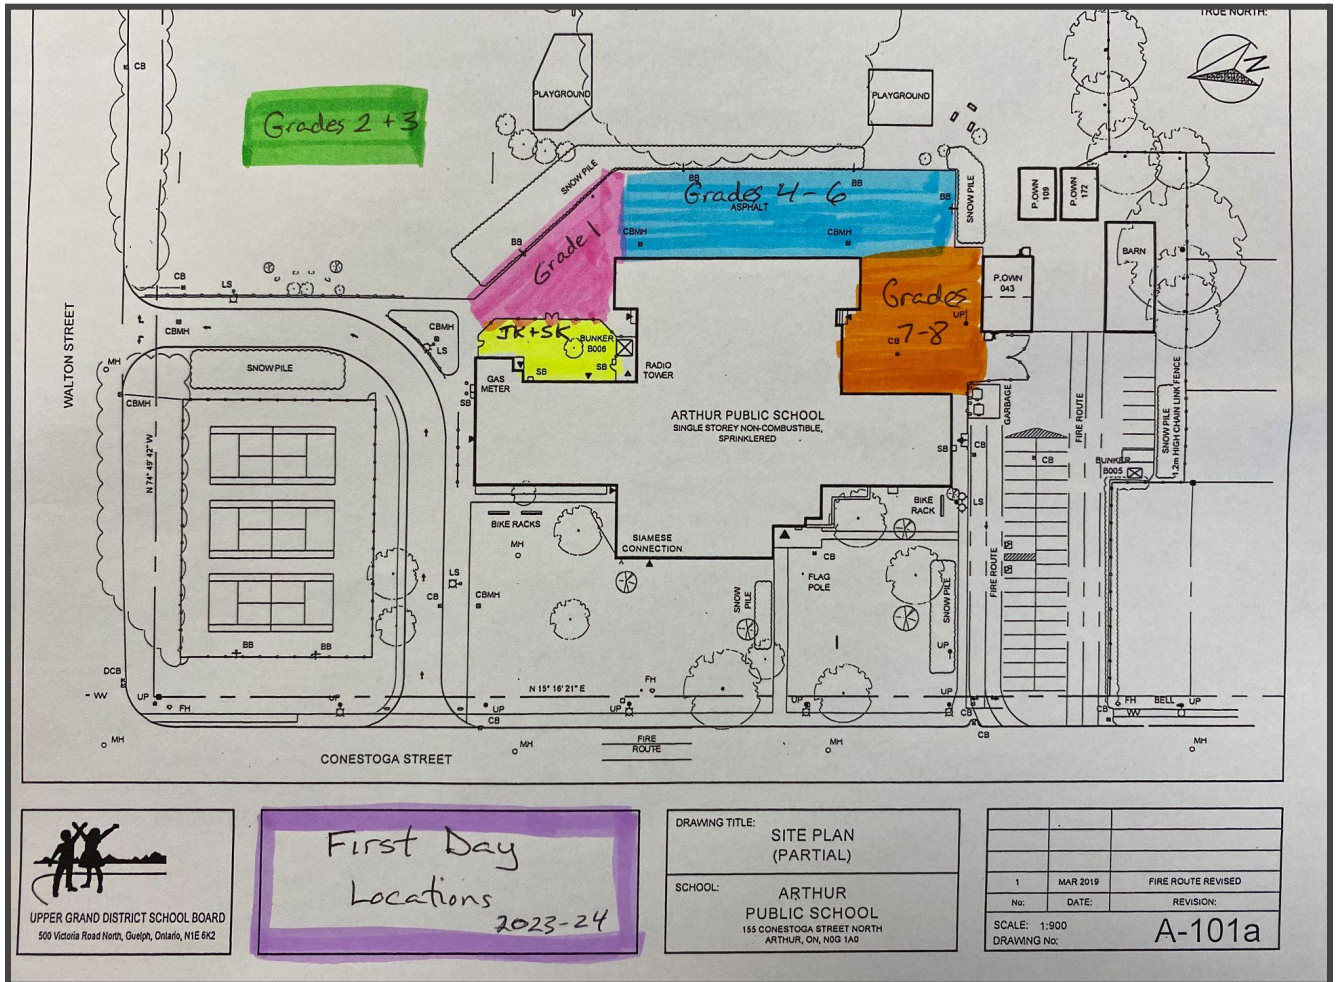 TRUE NORTH:
N
CB
Grades 2 + 3
PLAYGROUND
PLAYGROUND
SNOW PILE
BB
Grades 4 - 6
BB
ASPHALT
BB
SNOW PILE
P.OWN
109
P.OWN
172
BB
Grade 1
CBMH
CBMH
BARN
CB
LS
Grades
7-8
UP
CB
P.OWN
043
WALTON STREET
CBMH
CBMH
LS
JK + SK
BUNKER
B006
SB
SB
RADIO
TOWER
MH
SNOW PILE
GAS
METER
SB
CBMH
N 74° 49' 42" W
ARTHUR PUBLIC SCHOOL
SINGLE STOREY NON-COMBUSTIBLE,
SPRINKLERED
SB
GARBAGE
CB
FIRE ROUTE
CB
SNOW PILE
1.2m HIGH CHAIN LINK FENCE
BUNKER
B005
BIKE RACKS
MH
BIKE
RACK
LS
SIAMESE
CONNECTION
CB
FLAG
POLE
LS
CB
CBMH
SNOW
PILE
SNOW PILE
FIRE ROUTE
BB
BB
UP
DCB
WV
UP
FH
UP
N 15° 16' 21" E
FH
UP
CB
UP
UP
UP
CB
CB
FH
BELL
UP
WV
CB
MH
CONESTOGA STREET
MH
FIRE
ROUTE
MH
CB
MH
UPPER GRAND DISTRICT SCHOOL BOARD
500 Victoria Road North, Guelph, Ontario, N1E 6K2
First Day
Locations
2023-24
DRAWING TITLE:
SITE PLAN
(PARTIAL)
SCHOOL:
ARTHUR
PUBLIC SCHOOL
155 CONESTOGA STREET NORTH
ARTHUR, ON, N0G 1A0
1 MAR 2019 FIRE ROUTE REVISED
No: DATE: REVISION:
SCALE: 1:900
DRAWING No:
A-101a